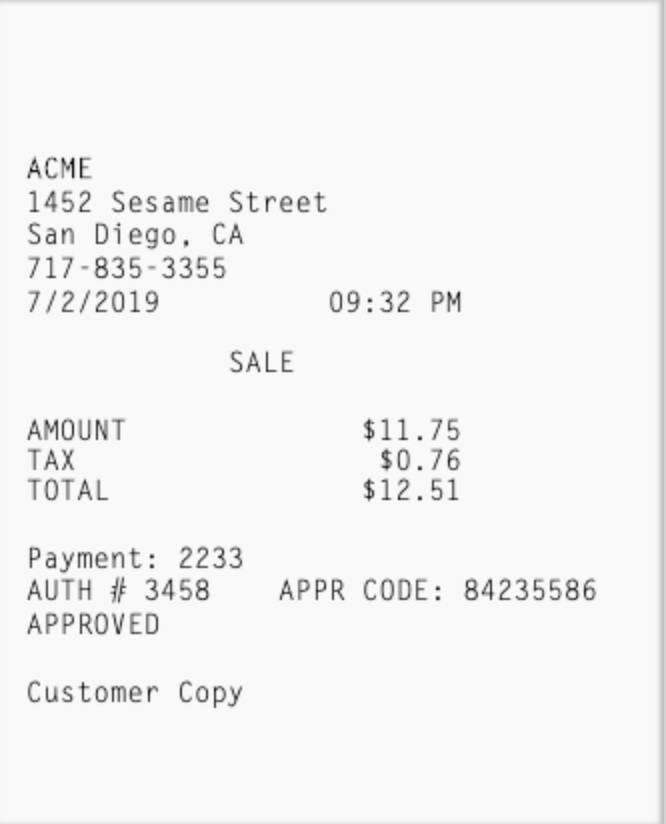 ACME
1452 Sesame Street
San Diego, CA
717-835-3355
7/2/2019 09:32 PM
SALE
AMOUNT $11.75
TAX $0.76
TOTAL $12.51
Payment: 2233
AUTH # 3458 APPR CODE: 84235586
APPROVED
Customer Copy